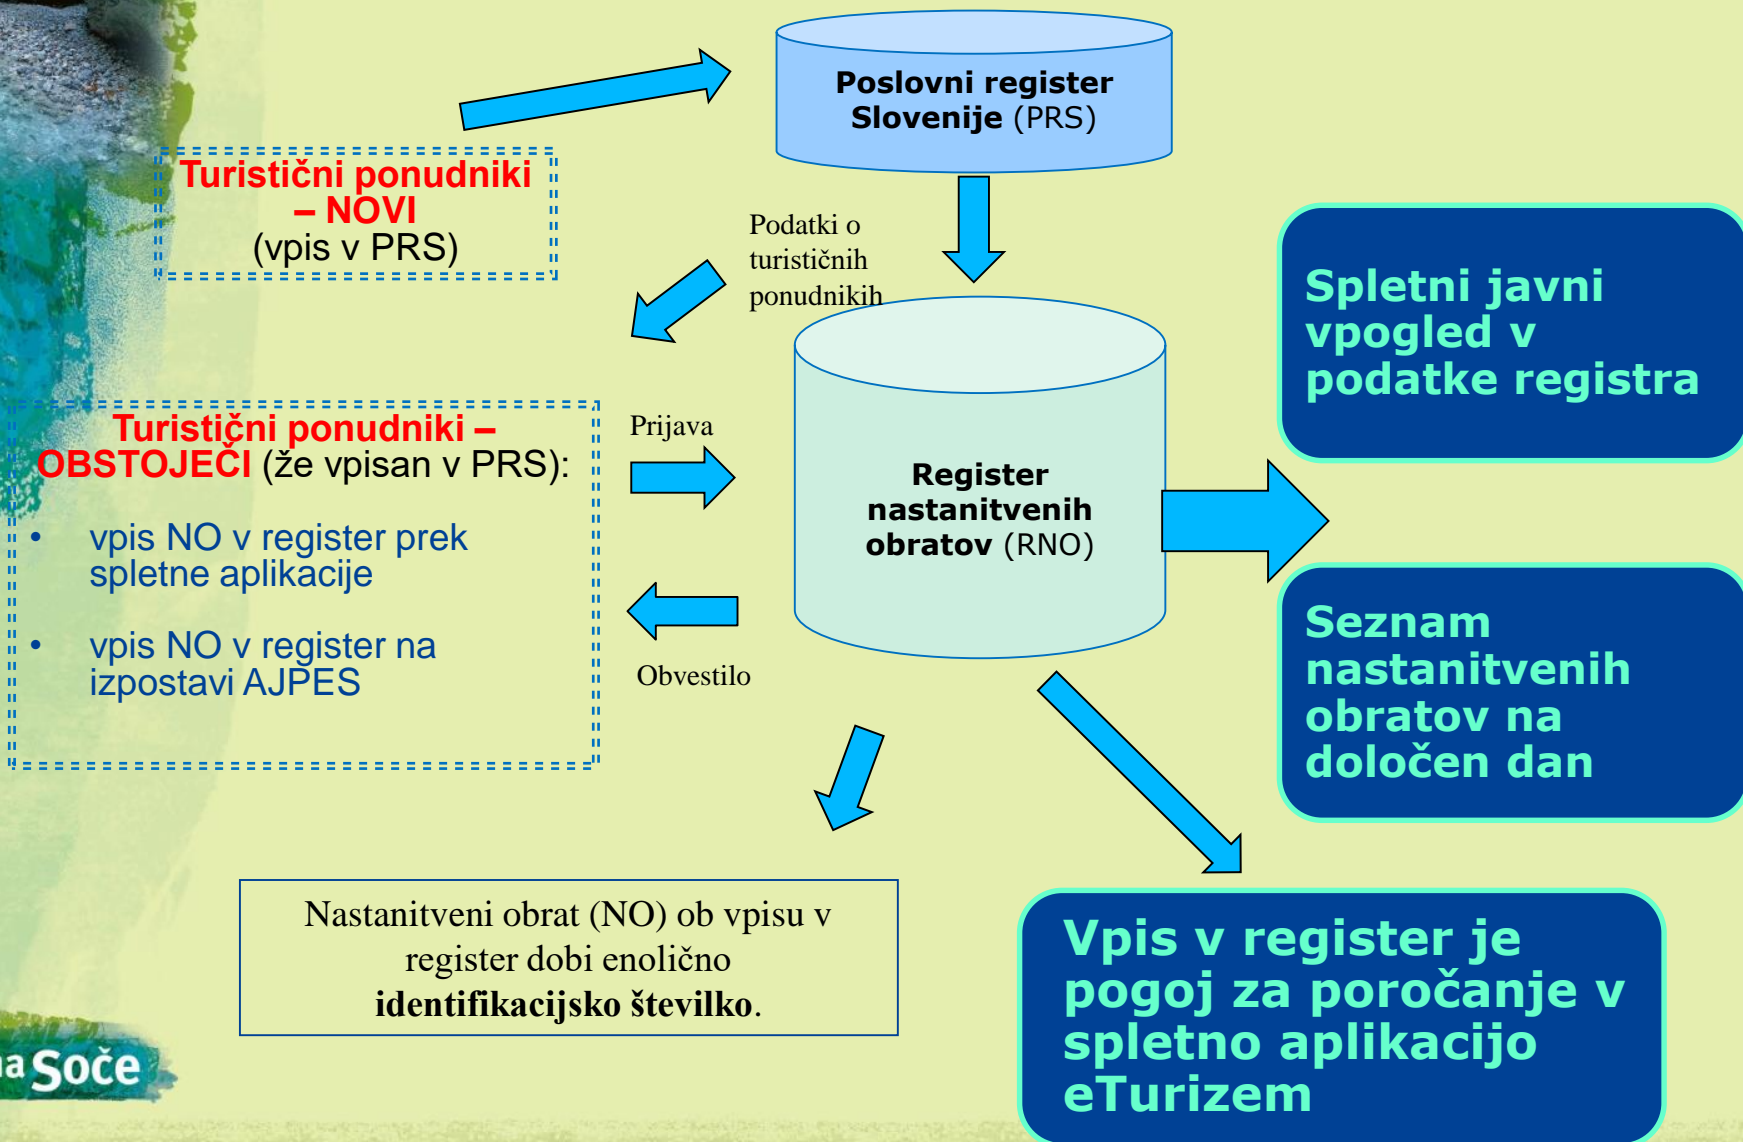 Poslovni register
Slovenije (PRS)
Turistični ponudniki
– NOVI
(vpis v PRS)
Podatki o
turističnih
ponudnikih
Spletni javni
vpogled v
podatke registra
Turistični ponudniki –
OBSTOJEČI (že vpisan v PRS):
• vpis NO v register prek
spletne aplikacije
• vpis NO v register na
izpostavi AJPES
Prijava
Obvestilo
Register
nastanitvenih
obratov (RNO)
Seznam
nastanitvenih
obratov na
določen dan
Nastanitveni obrat (NO) ob vpisu v
register dobi enolično
identifikacijsko številko.
Vpis v register je
pogoj za poročanje v
spletno aplikacijo
eTurizem
na Soče